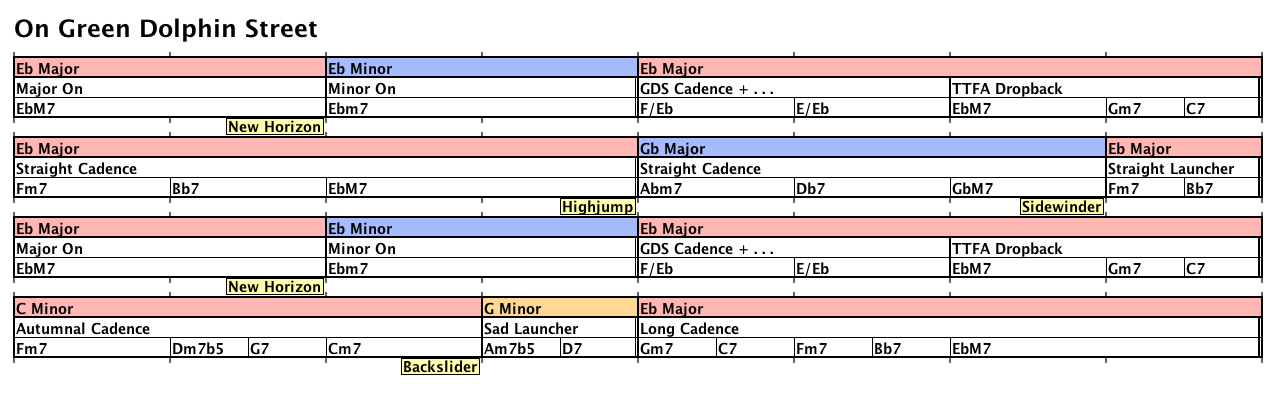 On Green Dolphin Street
Eb Major Eb Minor Eb Major
Major On Minor On GDS Cadence + . . . TTFA Dropback
EbM7 Ebm7 F/Eb E/Eb EbM7 Gm7 C7
New Horizon
Eb Major Gb Major Eb Major
Straight Cadence Straight Cadence Straight Launcher
Fm7 Bb7 EbM7 Abm7 Db7 GbM7 Fm7 Bb7
Highjump Sidewinder
Eb Major Eb Minor Eb Major
Major On Minor On GDS Cadence + . . . TTFA Dropback
EbM7 Ebm7 F/Eb E/Eb EbM7 Gm7 C7
New Horizon
C Minor G Minor Eb Major
Autumnal Cadence Sad Launcher Long Cadence
Fm7 Dm7b5 G7 Cm7 Am7b5 D7 Gm7 C7 Fm7 Bb7 EbM7
Backslider